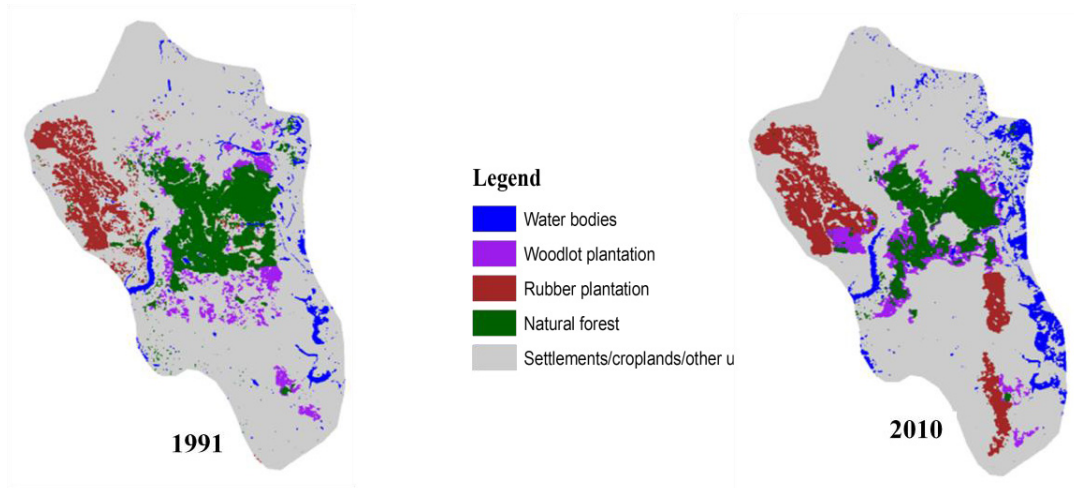 Legend
Water bodies
Woodlot plantation
Rubber plantation
Natural forest
Settlements/croplands/other u
1991
2010